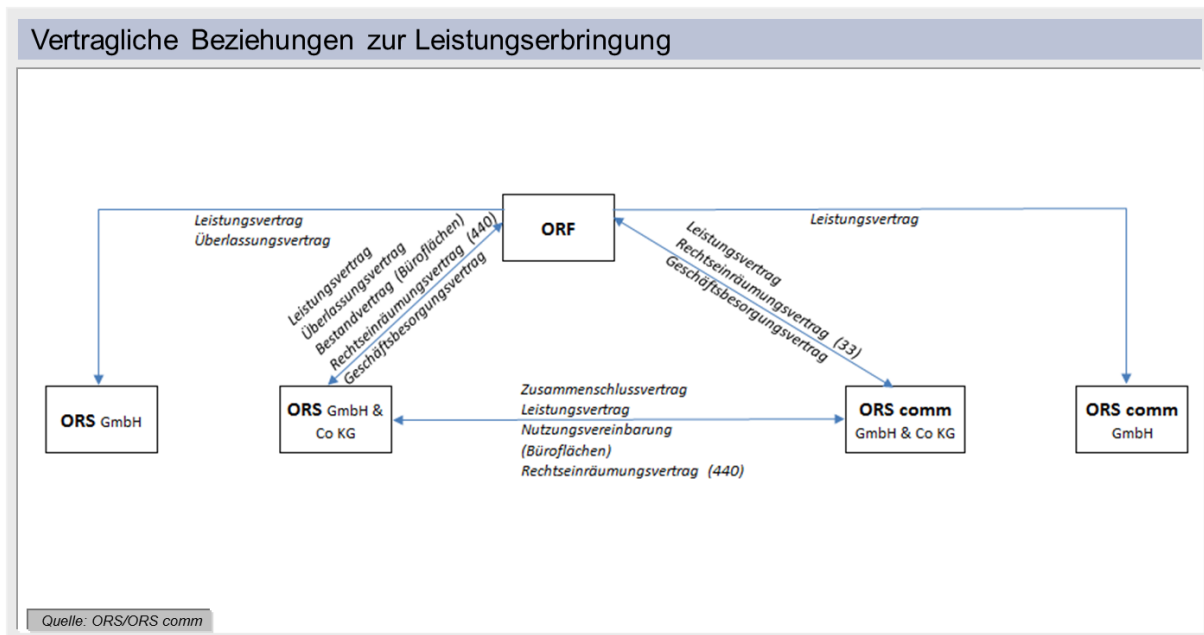 Vertragliche Beziehungen zur Leistungserbringung
ORF
Leistungsvertrag
Überlassungsvertrag
Leistungsvertrag
Überlassungsvertrag
Bestandvertrag (Büroflächen)
Rechtseinräumungsvertrag (440)
Geschäftsbesorgungsvertrag
Leistungsvertrag
Rechtseinräumungsvertrag (33)
Geschäftsbesorgungsvertrag
Leistungsvertrag
ORS GmbH
ORS GmbH &
Co KG
Zusammenschlussvertrag
Leistungsvertrag
Nutzungsvereinbarung
(Büroflächen)
Rechtseinräumungsvertrag (440)
ORS comm
GmbH & Co KG
ORS comm
GmbH
Quelle: ORS/ORS comm